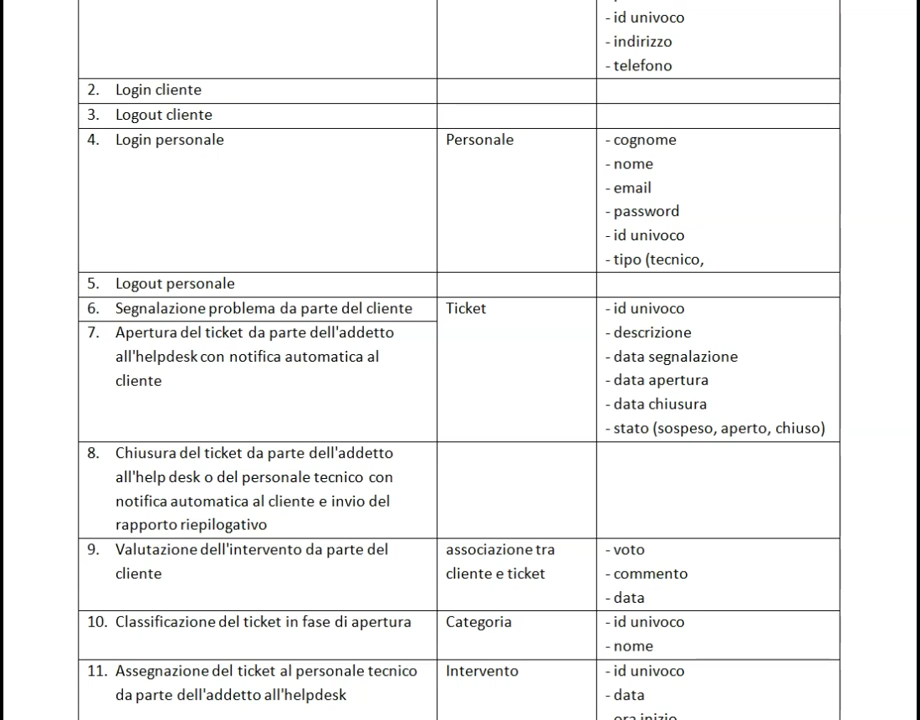 - id univoco
- indirizzo
- telefono
2. Login cliente
3. Logout cliente
4. Login personale
Personale
- cognome
- nome
- email
- password
- id univoco
- tipo (tecnico,
5. Logout personale
6. Segnalazione problema da parte del cliente
7. Apertura del ticket da parte dell'addetto
all'helpdesk con notifica automatica al
cliente
Ticket
- id univoco
- descrizione
- data segnalazione
- data apertura
- data chiusura
- stato (sospeso, aperto, chiuso)
8. Chiusura del ticket da parte dell'addetto
all'help desk o del personale tecnico con
notifica automatica al cliente e invio del
rapporto riepilogativo
9. Valutazione dell'intervento da parte del
cliente
associazione tra
cliente e ticket
- voto
- commento
- data
10. Classificazione del ticket in fase di apertura
Categoria
- id univoco
- nome
11. Assegnazione del ticket al personale tecnico
da parte dell'addetto all'helpdesk
Intervento
- id univoco
- data
- ora inizio